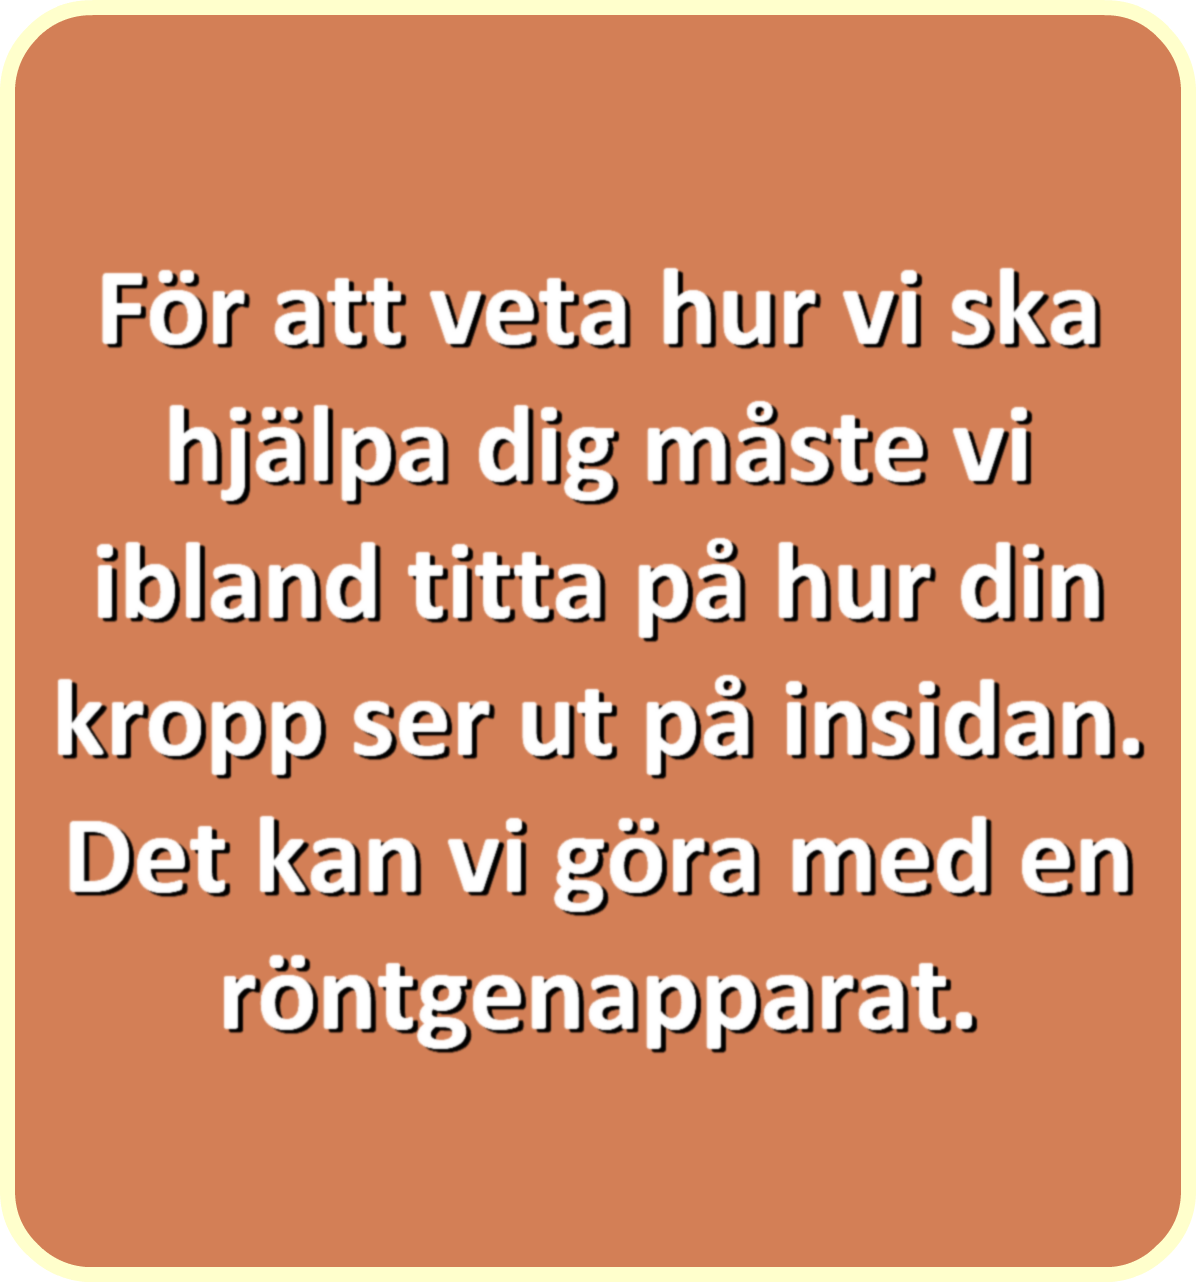 För att veta hur vi ska
hjälpa dig måste vi
ibland titta på hur din
kropp ser ut på insidan.
Det kan vi göra med en
röntgenapparat.